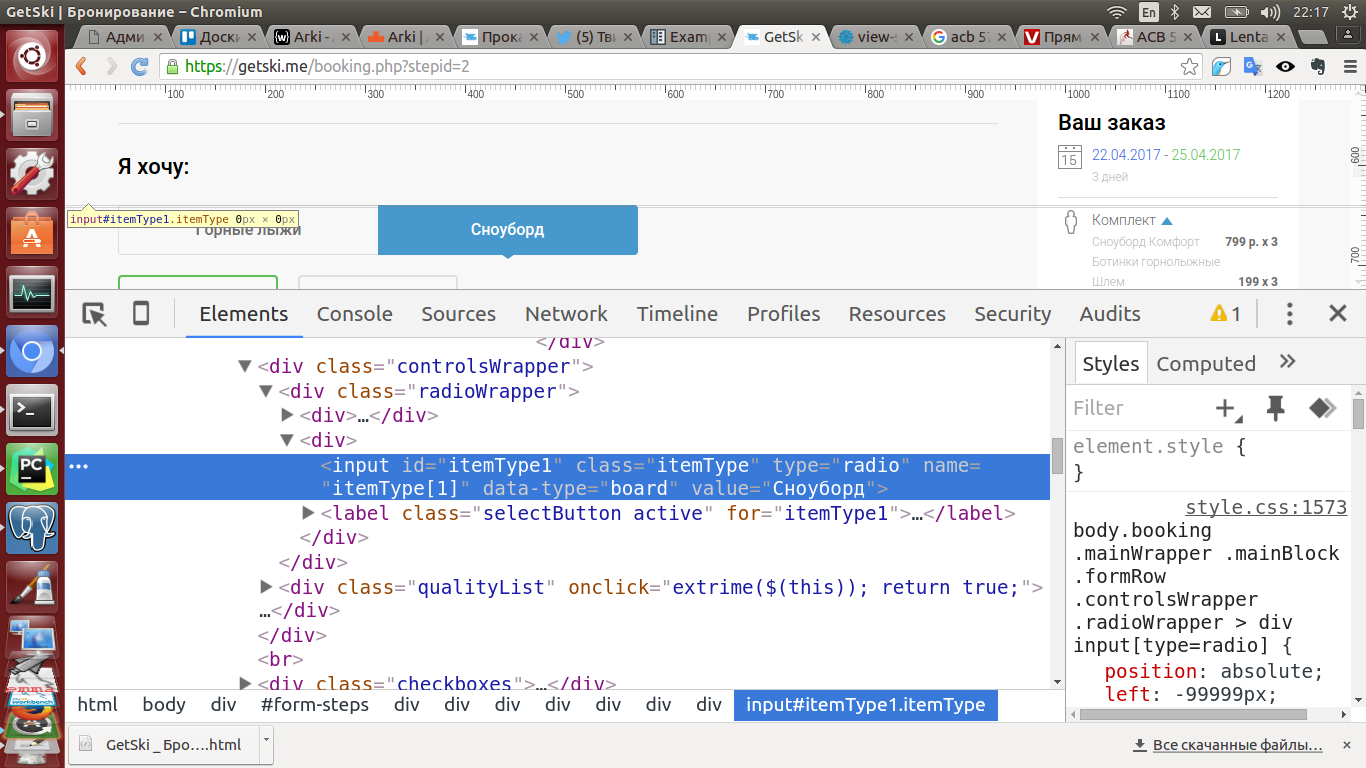 GetSki | Бронирование – Chromium
En
22:17
Адми
Доски
Arki -
Arki |
Прока
(5) Тви
Examp
GetSk
view-s
acb 57
Прям
ACB 5
Lenta
https://getski.me/booking.php?stepid=2
100 200 300 400 500 600 700 800 900 1000 1100 1200
Я хочу:
input#itemType1.itemType 0px × 0px
Горные лыжи
Сноуборд
Ваш заказ
15
22.04.2017 - 25.04.2017
3 дней
Комплект
Сноуборд Комфорт 799 р. x 3
Ботинки горнолыжные
Шлем 199 x 3
600
700
Elements Console Sources Network Timeline Profiles Resources Security Audits 1
</div>
<div class="controlsWrapper">
<div class="radioWrapper">
<div>…</div>
<div>
<input id="itemType1" class="itemType" type="radio" name=
"itemType[1]" data-type="board" value="Сноуборд">
<label class="selectButton active" for="itemType1">…</label>
</div>
</div>
<div class="qualityList" onclick="extrime($(this)); return true;">
…</div>
</div>
<br>
<div class="checkboxes">…</div>
html body div #form-steps div div div div div div input#itemType1.itemType
Styles Computed
Filter
element.style {
}
style.css:1573
body.booking
.mainWrapper .mainBlock
.formRow
.controlsWrapper
.radioWrapper > div
input[type=radio] {
position: absolute;
left: -99999px;
PC
GetSki _ Бро….html
Все скачанные файлы…